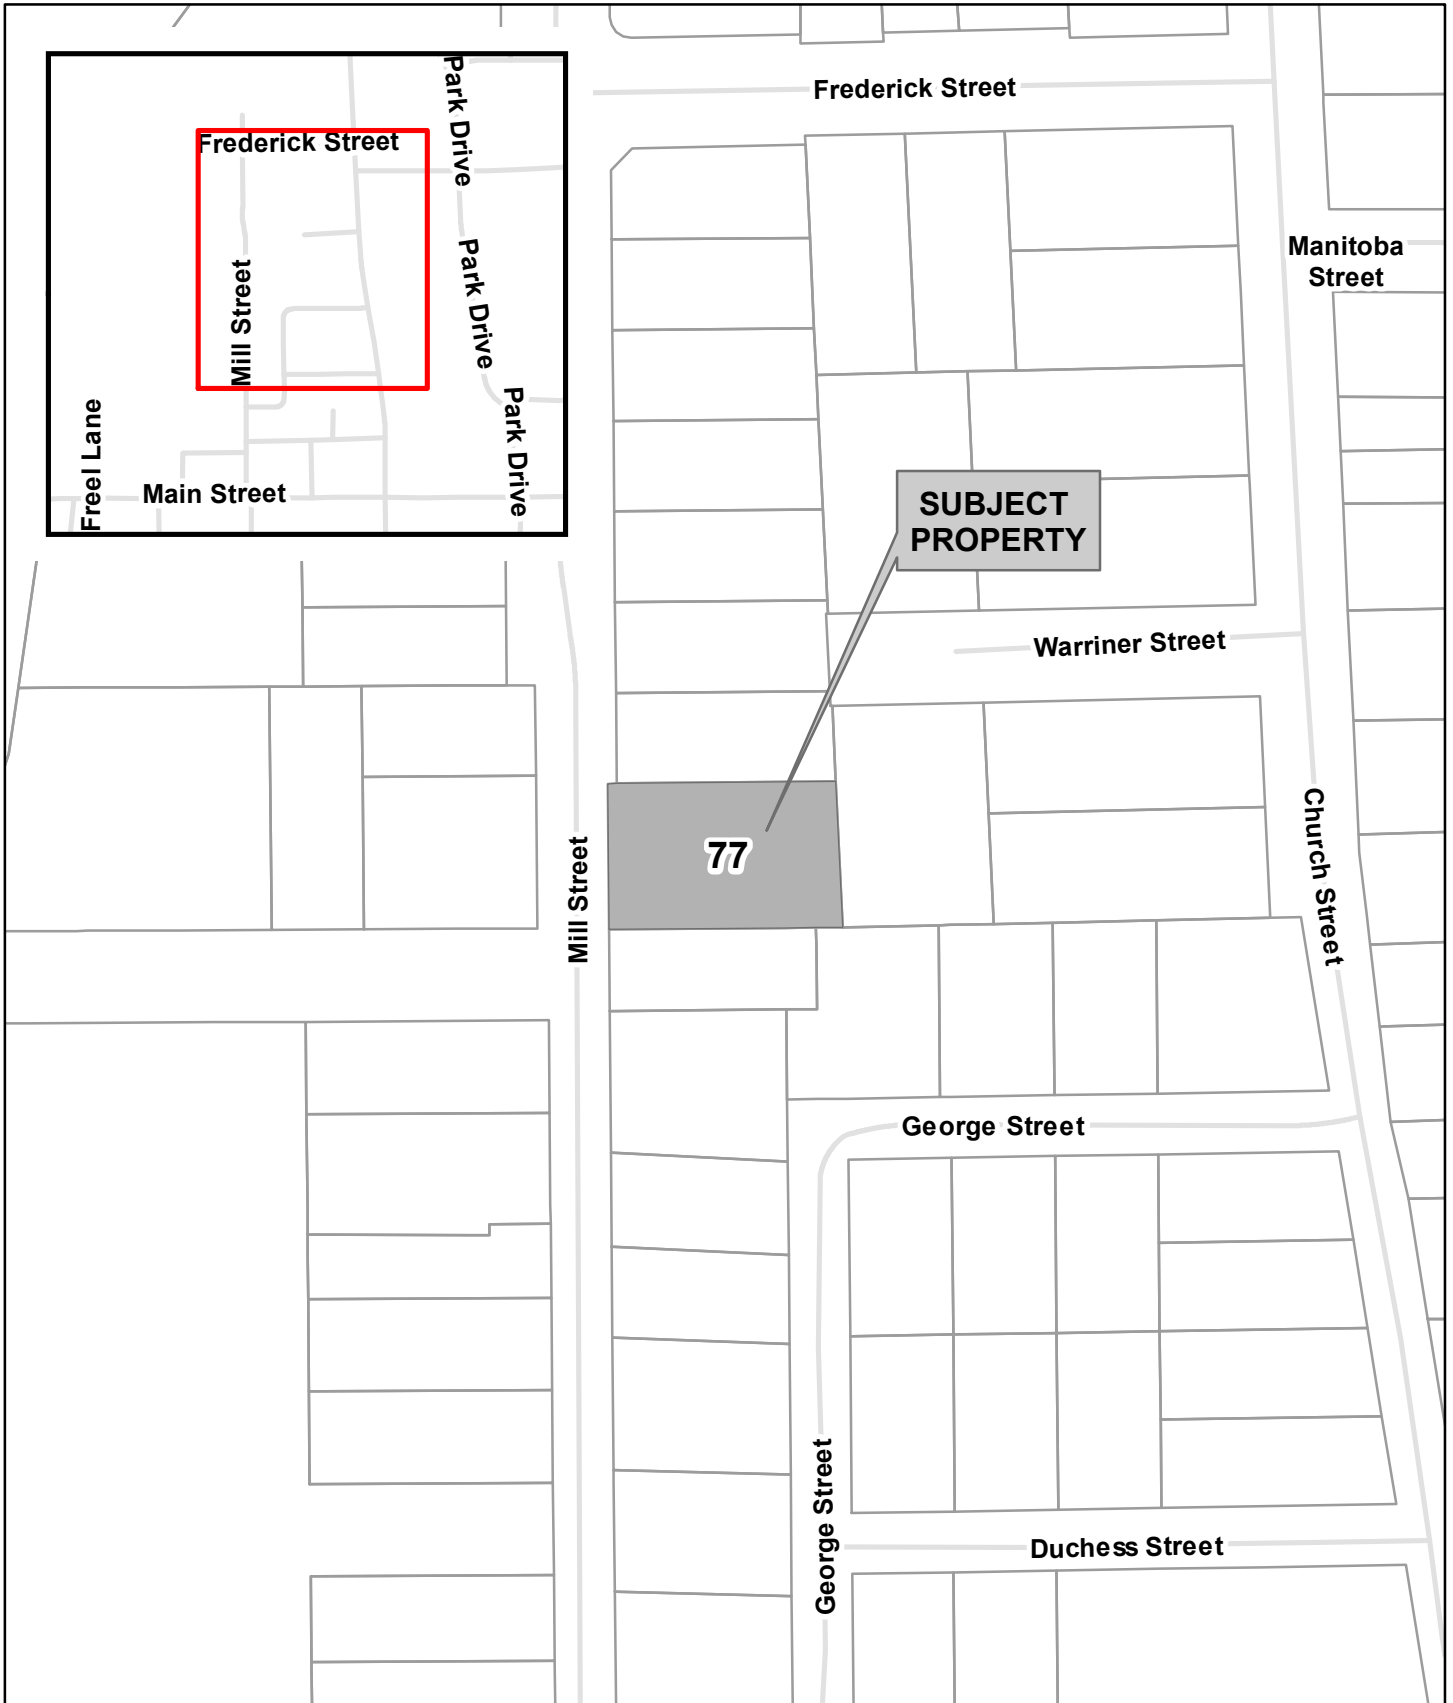 Frederick Street
Park Drive
Frederick Street
Manitoba
Street
Park Drive
Mill Street
Park Drive
Freel Lane
Main Street
SUBJECT
PROPERTY
Warriner Street
Church Street
77
Mill Street
George Street
George Street
Duchess Street